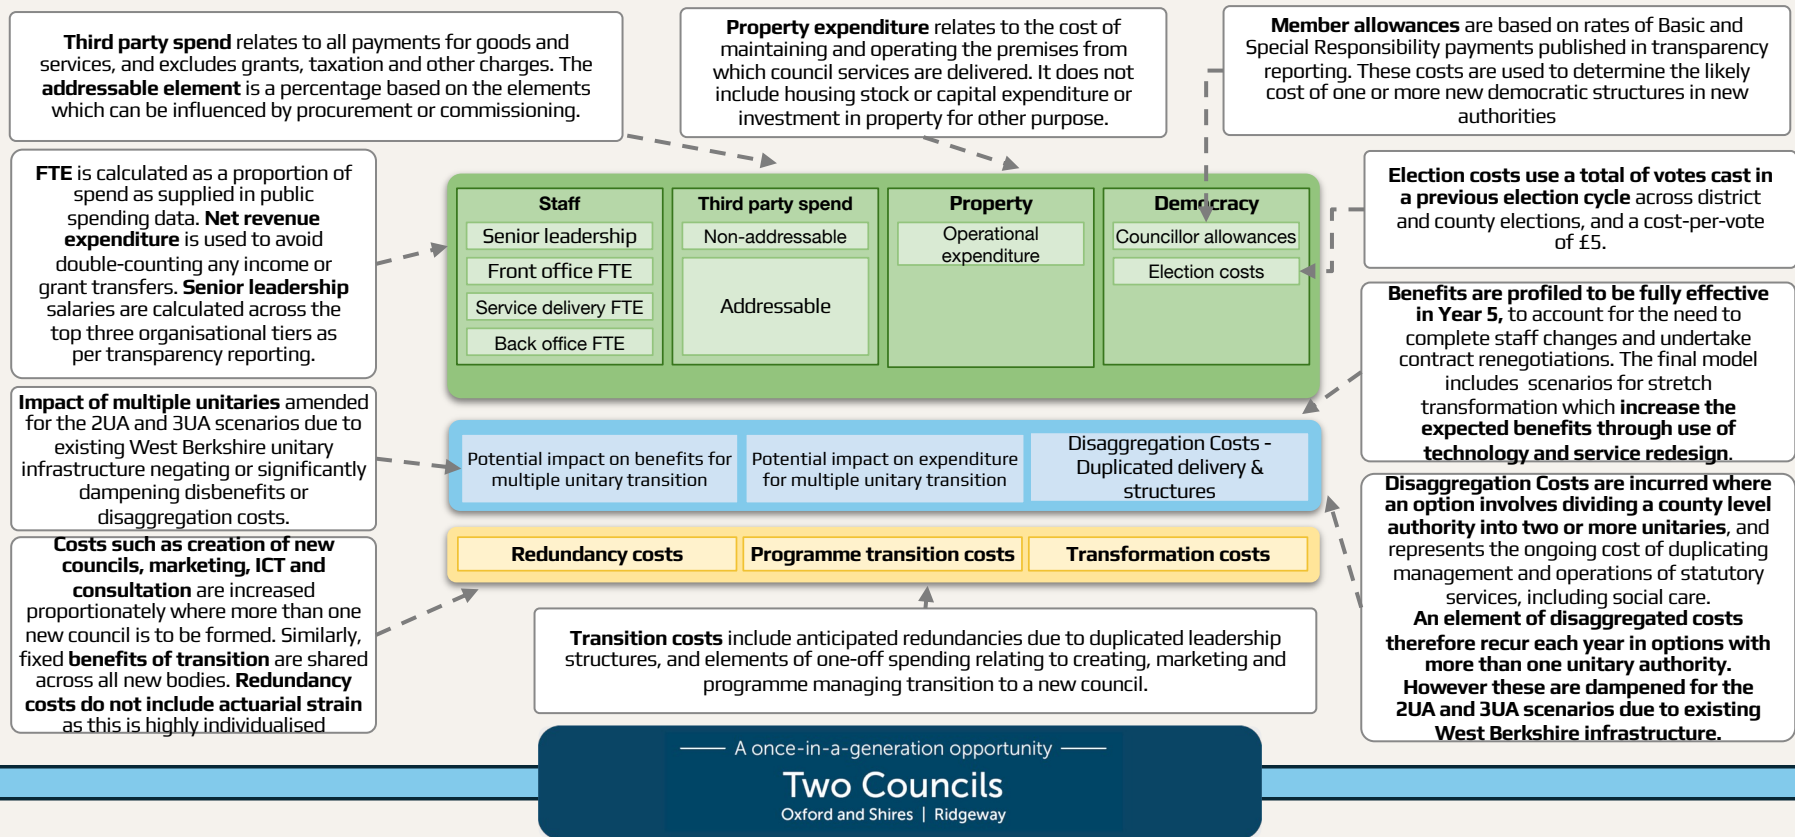 Third party spend relates to all payments for goods and
services, and excludes grants, taxation and other charges. The
addressable element is a percentage based on the elements
which can be influenced by procurement or commissioning.
Property expenditure relates to the cost of
maintaining and operating the premises from
which council services are delivered. It does not
include housing stock or capital expenditure or
investment in property for other purpose.
Member allowances are based on rates of Basic and
Special Responsibility payments published in transparency
reporting. These costs are used to determine the likely
cost of one or more new democratic structures in new
authorities
FTE is calculated as a proportion of
spend as supplied in public
spending data. Net revenue
expenditure is used to avoid
double-counting any income or
grant transfers. Senior leadership
salaries are calculated across the
top three organisational tiers as
per transparency reporting.
Staff
Senior leadership
Front office FTE
Service delivery FTE
Back office FTE
Third party spend
Non-addressable
Addressable
Property
Operational
expenditure
Democracy
Councillor allowances
Election costs
Election costs use a total of votes cast in
a previous election cycle across district
and county elections, and a cost-per-vote
of £5.
Benefits are profiled to be fully effective
in Year 5, to account for the need to
complete staff changes and undertake
contract renegotiations. The final model
includes scenarios for stretch
transformation which increase the
expected benefits through use of
technology and service redesign.
Impact of multiple unitaries amended
for the 2UA and 3UA scenarios due to
existing West Berkshire unitary
infrastructure negating or significantly
dampening disbenefits or
disaggregation costs.
Potential impact on benefits for
multiple unitary transition
Potential impact on expenditure
for multiple unitary transition
Disaggregation Costs -
Duplicated delivery &
structures
Disaggregation Costs are incurred where
an option involves dividing a county level
authority into two or more unitaries, and
represents the ongoing cost of duplicating
management and operations of statutory
services, including social care.
An element of disaggregated costs
therefore recur each year in options with
more than one unitary authority.
However these are dampened for the
2UA and 3UA scenarios due to existing
West Berkshire infrastructure.
Costs such as creation of new
councils, marketing, ICT and
consultation are increased
proportionately where more than one
new council is to be formed. Similarly,
fixed benefits of transition are shared
across all new bodies. Redundancy
costs do not include actuarial strain
as this is highly individualised
Redundancy costs
Programme transition costs
Transformation costs
Transition costs include anticipated redundancies due to duplicated leadership
structures, and elements of one-off spending relating to creating, marketing and
programme managing transition to a new council.
A once-in-a-generation opportunity
Two Councils
Oxford and Shires | Ridgeway